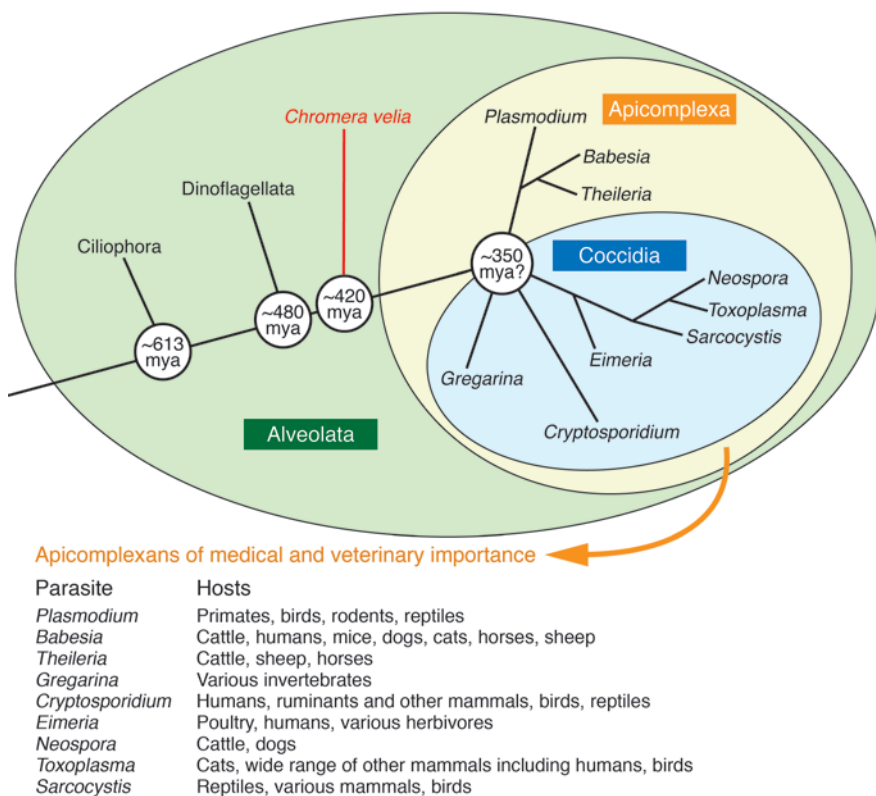 Chromera velia
Plasmodium
Apicomplexa
Babesia
Theileria
Dinoflagellata
Ciliophora
~613
mya
~480
mya
~420
mya
~350
mya?
Coccidia
Neospora
Toxoplasma
Sarcocystis
Eimeria
Gregarina
Cryptosporidium
Alveolata
Apicomplexans of medical and veterinary importance
Parasite Hosts
Plasmodium Primates, birds, rodents, reptiles
Babesia Cattle, humans, mice, dogs, cats, horses, sheep
Theileria Cattle, sheep, horses
Gregarina Various invertebrates
Cryptosporidium Humans, ruminants and other mammals, birds, reptiles
Eimeria Poultry, humans, various herbivores
Neospora Cattle, dogs
Toxoplasma Cats, wide range of other mammals including humans, birds
Sarcocystis Reptiles, various mammals, birds